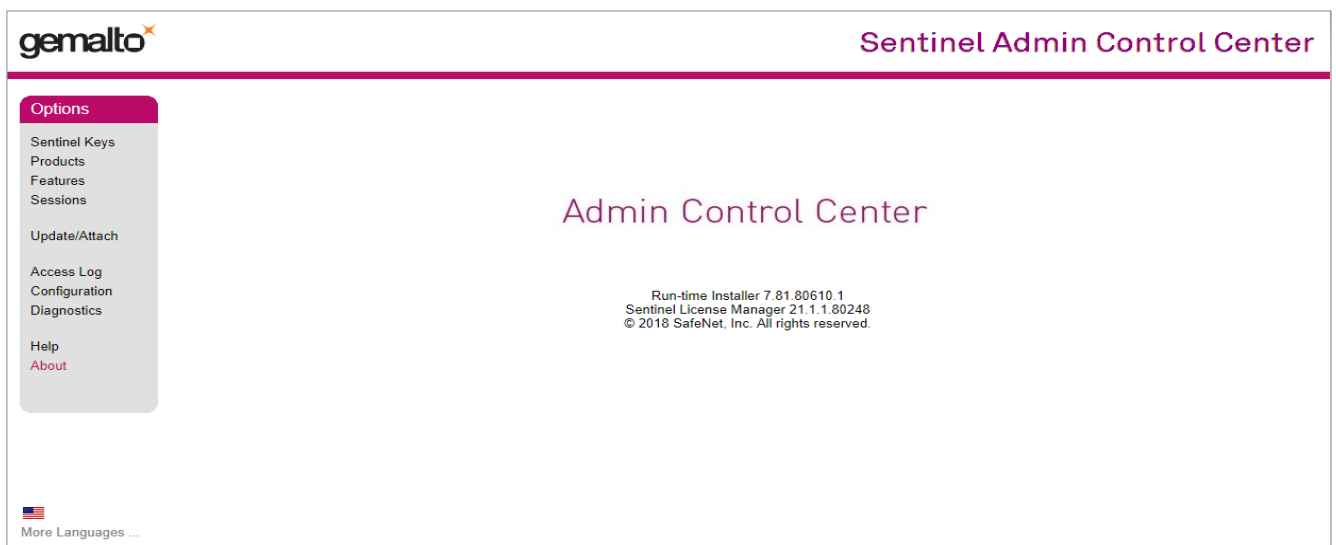 gemalto
Sentinel Admin Control Center
Options
Sentinel Keys
Products
Features
Sessions
Update/Attach
Access Log
Configuration
Diagnostics
Help
About
Admin Control Center
Run-time Installer 7.81.80610.1
Sentinel License Manager 21.1.1.80248
© 2018 SafeNet, Inc. All rights reserved.
More Languages ...